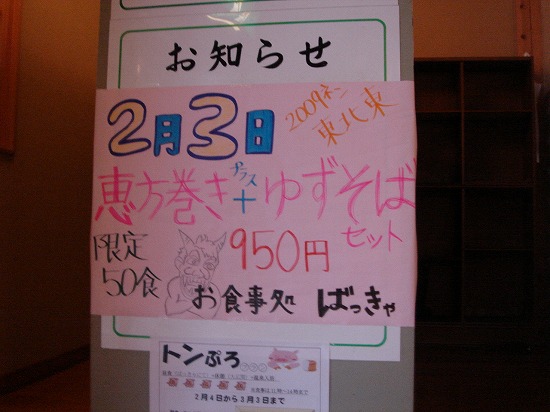 お知らせ
2月3日
2009ネン
東北東
恵方巻き+ゆずそば
プラス
セット
限定
50食
950円
お食事処 ばっきゃ
トンぷろ
2月4日から3月3日まで